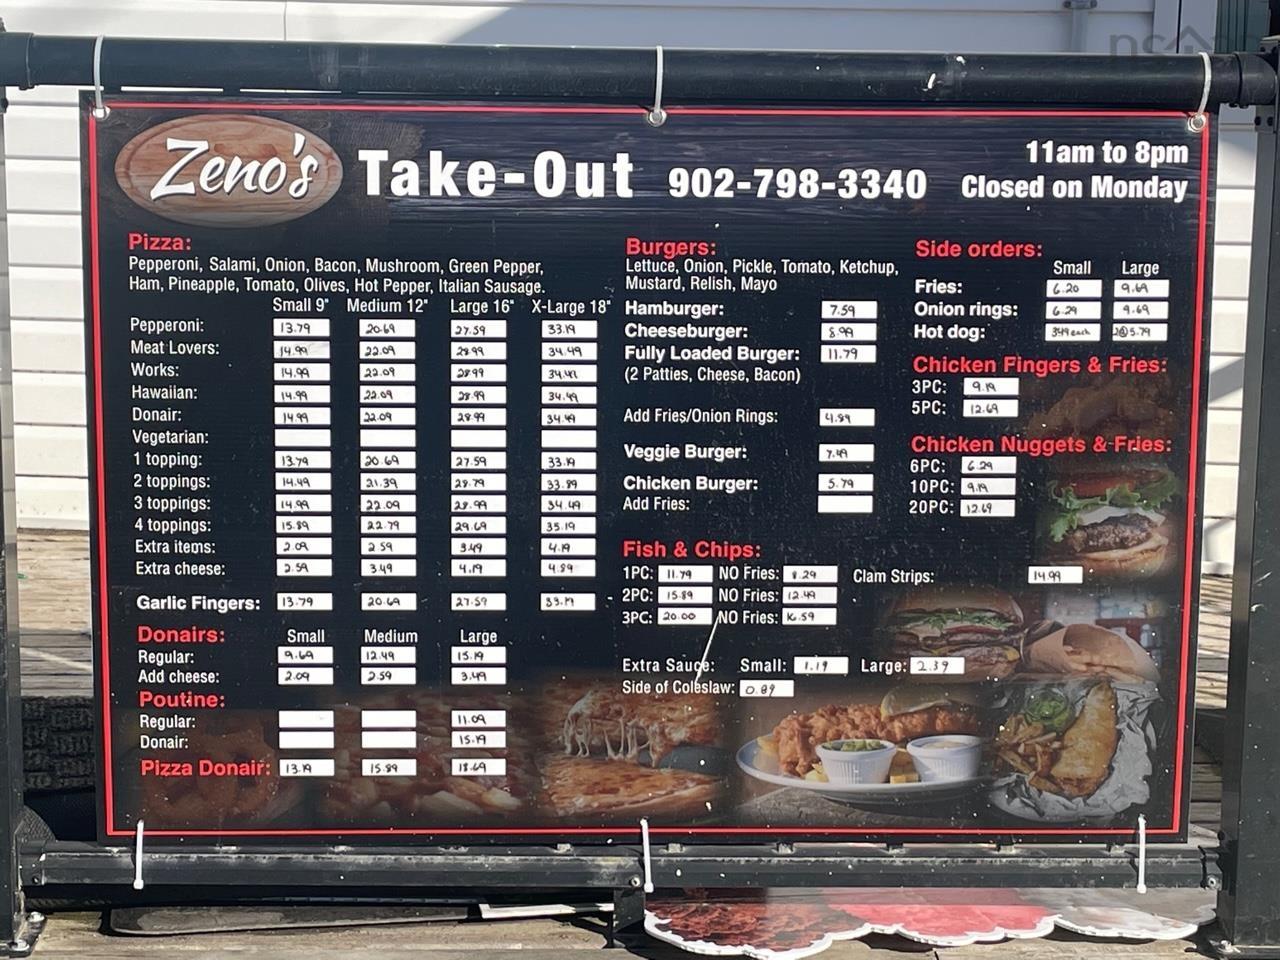 Zeno's
Take-Out
902-798-3340
11am to 8pm
Closed on Monday
Pizza:
Pepperoni, Salami, Onion, Bacon, Mushroom, Green Pepper,
Ham, Pineapple, Tomato, Olives, Hot Pepper, Italian Sausage.
Small 9" Medium 12" Large 16" X-Large 18"
Pepperoni: 13.79 20.69 27.59 33.19
Meat Lovers: 14.99 22.09 28.99 34.49
Works: 14.99 22.09 28.99 34.49
Hawaiian: 14.99 22.09 28.99 34.49
Donair: 14.99 22.09 28.99 34.49
Vegetarian:
1 topping: 13.79 20.69 27.59 33.19
2 toppings: 14.49 21.39 28.79 33.89
3 toppings: 14.99 22.09 28.99 34.49
4 toppings: 15.89 22.79 29.69 35.19
Extra items: 2.09 2.59 3.49 4.19
Extra cheese: 2.59 3.49 4.19 4.89
Garlic Fingers: 13.79 20.69 27.59 33.19
Donairs: Small Medium Large
Regular: 9.69 12.49 15.19
Add cheese: 2.09 2.59 3.49
Poutine:
Regular: 11.09
Donair: 15.19
Pizza Donair: 13.19 15.89 18.69
Burgers:
Lettuce, Onion, Pickle, Tomato, Ketchup,
Mustard, Relish, Mayo
Hamburger: 7.59
Cheeseburger: 8.99
Fully Loaded Burger: 11.79
(2 Patties, Cheese, Bacon)
Add Fries/Onion Rings: 4.89
Veggie Burger: 7.49
Chicken Burger: 5.79
Add Fries:
Fish & Chips:
1PC: 11.79 NO Fries: 8.29 Clam Strips: 14.99
2PC: 15.89 NO Fries: 12.49
3PC: 20.00 NO Fries: 16.59
Extra Sauce: Small: 1.19 Large: 2.39
Side of Coleslaw: 0.89
Side orders:
Small Large
Fries: 6.20 9.69
Onion rings: 6.29 9.69
Hot dog: 3.49 each 2@5.79
Chicken Fingers & Fries:
3PC: 9.19
5PC: 12.69
Chicken Nuggets & Fries:
6PC: 6.29
10PC: 9.19
20PC: 12.69